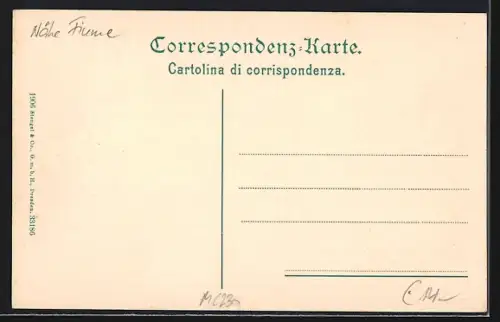 Nähe Fiume
Correspondenz-Karte.
Cartolina di corrispondenza.
1906 Stengel & Co., G. m. b. H., Dresden. 33186